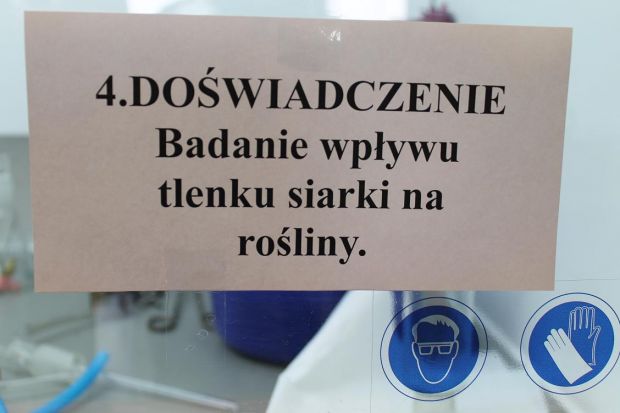 4.DOŚWIADCZENIE
Badanie wpływu
tlenku siarki na
rośliny.